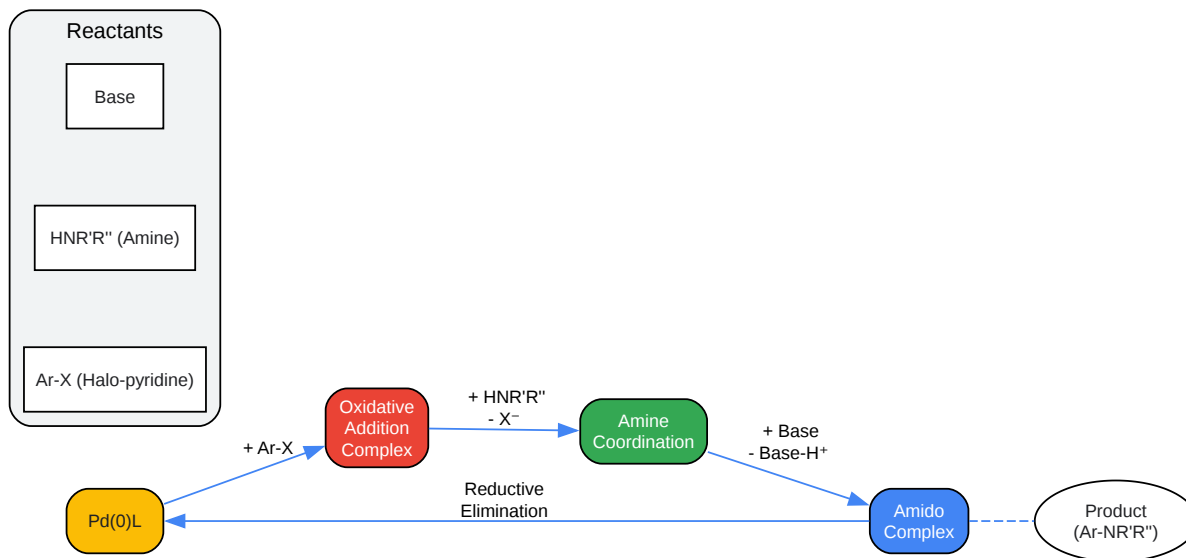 Reactants
Base
HNR'R'' (Amine)
Ar-X (Halo-pyridine)
+ Ar-X
Oxidative
Addition
Complex
+ HNR'R''
- X⁻
Amine
Coordination
+ Base
- Base-H⁺
Pd(0)L
Reductive
Elimination
Amido
Complex
Product
(Ar-NR'R'')